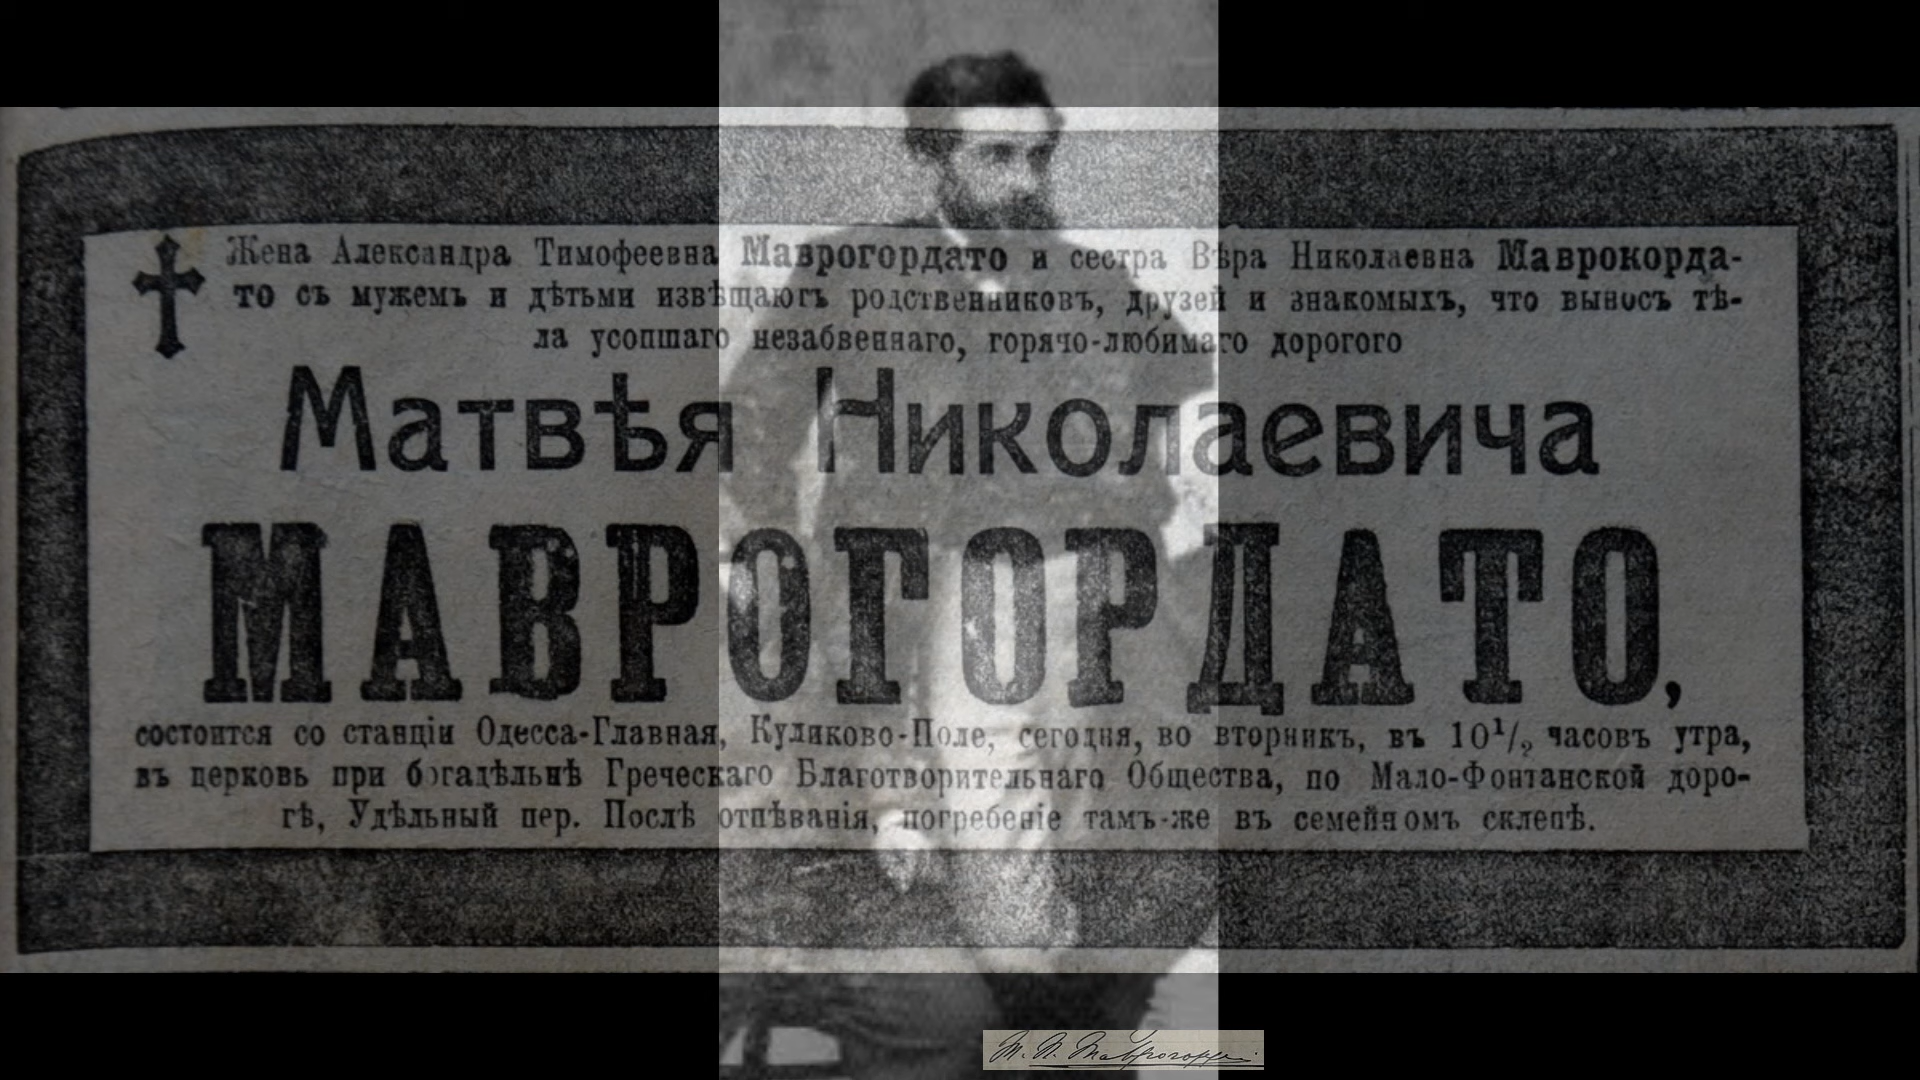 Жена Александра Тимофеевна Маврогордато и сестра Вѣра Николаевна Маврокорда-
то съ мужемъ и дѣтьми извѣщаютъ родственниковъ, друзей и знакомыхъ, что выносъ тѣ-
ла усопшаго незабвеннаго, горячо-любимаго дорогого
Матвѣя Николаевича
МАВРОГОРДАТО,
состоится со станціи Одесса-Главная, Куликово-Поле, сегодня, во вторникъ, въ 10½ часовъ утра,
въ церковь при богадѣльнѣ Греческаго Благотворительнаго Общества, по Мало-Фонтанской доро-
гѣ, Удѣльный пер. Послѣ отпѣванія, погребеніе тамъ-же въ семейномъ склепѣ.
М. Н.